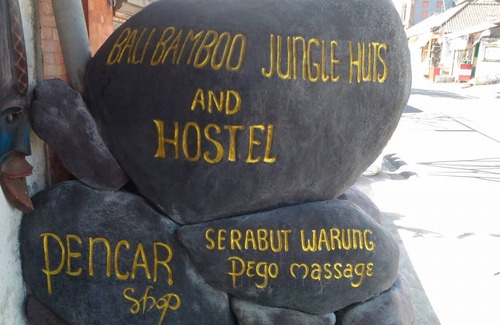 BALI BAMBOO JUNGLE HUTS
AND
HOSTEL
PENCAR
Shop
SERABUT WARUNG
Pego massage